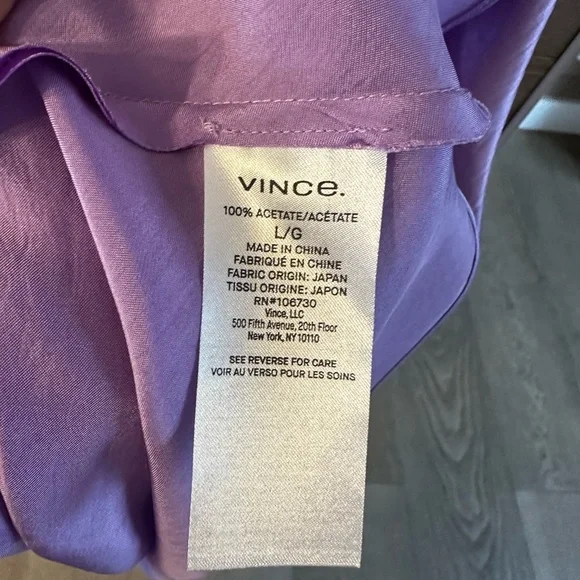 VINCE.
100% ACETATE/ACÉTATE
L/G
MADE IN CHINA
FABRIQUÉ EN CHINE
FABRIC ORIGIN: JAPAN
TISSU ORIGINE: JAPON
RN#106730
Vince, LLC
500 Fifth Avenue, 20th Floor
New York, NY 10110
SEE REVERSE FOR CARE
VOIR AU VERSO POUR LES SOINS